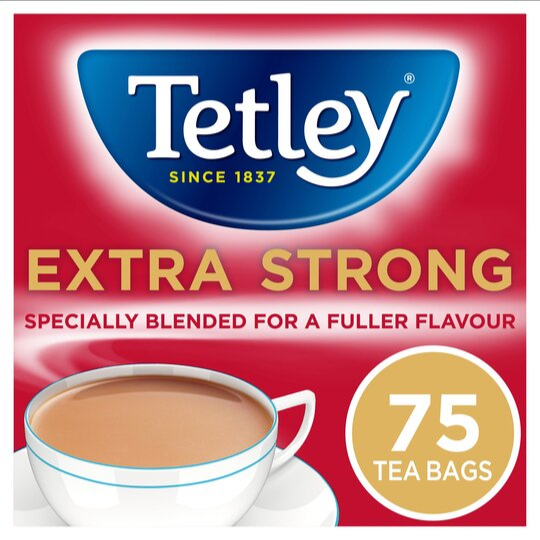 Tetley®
SINCE 1837
EXTRA STRONG
SPECIALLY BLENDED FOR A FULLER FLAVOUR
75
TEA BAGS